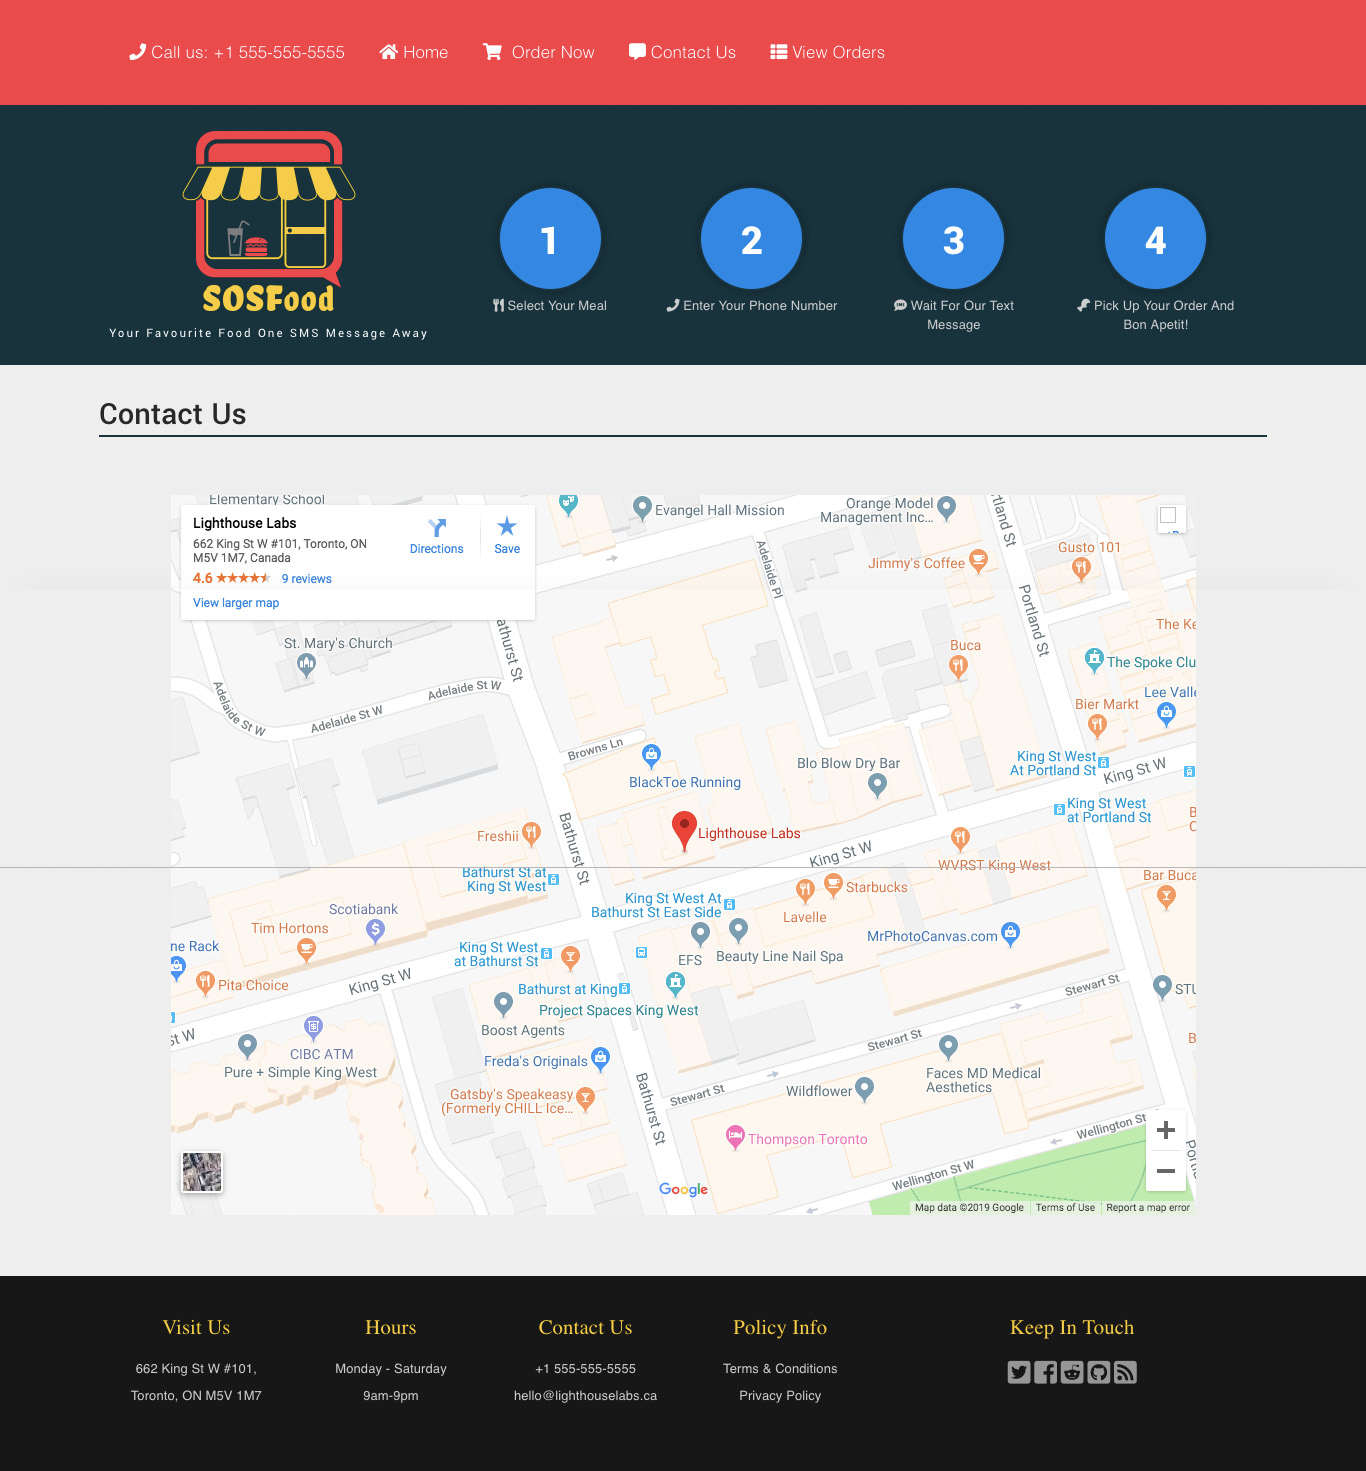 Call us: +1 555-555-5555
Home
Order Now
Contact Us
View Orders
SOSFood
Your Favourite Food One SMS Message Away
1
2
3
4
Select Your Meal
Enter Your Phone Number
Wait For Our Text
Message
Pick Up Your Order And
Bon Apetit!
Contact Us
Elementary School
Lighthouse Labs
662 King St W #101, Toronto, ON
M5V 1M7, Canada
4.6
9 reviews
View larger map
Directions
Save
Evangel Hall Mission
Orange Model
Management Inc...
Jimmy's Coffee
Gusto 101
Adelaide Pl
Portland St
The Ke
St. Mary's Church
Bathurst St
Buca
The Spoke Clu
Lee Valle
Bier Markt
Adelaide St W
Adelaide St W
Adelaide St W
Browns Ln
BlackToe Running
Blo Blow Dry Bar
King St West
At Portland St
King St W
King St West
at Portland St
Freshii
Bathurst St
Lighthouse Labs
King St W
WVRST King West
Bathurst St at
King St West
Starbucks
Bar Buca
King St West At
Bathurst St East Side
Lavelle
Scotiabank
Tim Hortons
MrPhotoCanvas.com
ne Rack
King St West
at Bathurst St
EFS
Beauty Line Nail Spa
Pita Choice
King St W
Bathurst at King
Stewart St
STU
Project Spaces King West
Boost Agents
St W
CIBC ATM
Pure + Simple King West
Freda's Originals
Stewart St
Faces MD Medical
Aesthetics
Gatsby's Speakeasy
(Formerly CHILL Ice...
Bathurst St
Stewart St
Wildflower
Thompson Toronto
Wellington St
Wellington St W
Google
Map data ©2019 Google
Terms of Use
Report a map error
Visit Us
662 King St W #101,
Toronto, ON M5V 1M7
Hours
Monday - Saturday
9am-9pm
Contact Us
+1 555-555-5555
hello@lighthouselabs.ca
Policy Info
Terms & Conditions
Privacy Policy
Keep In Touch